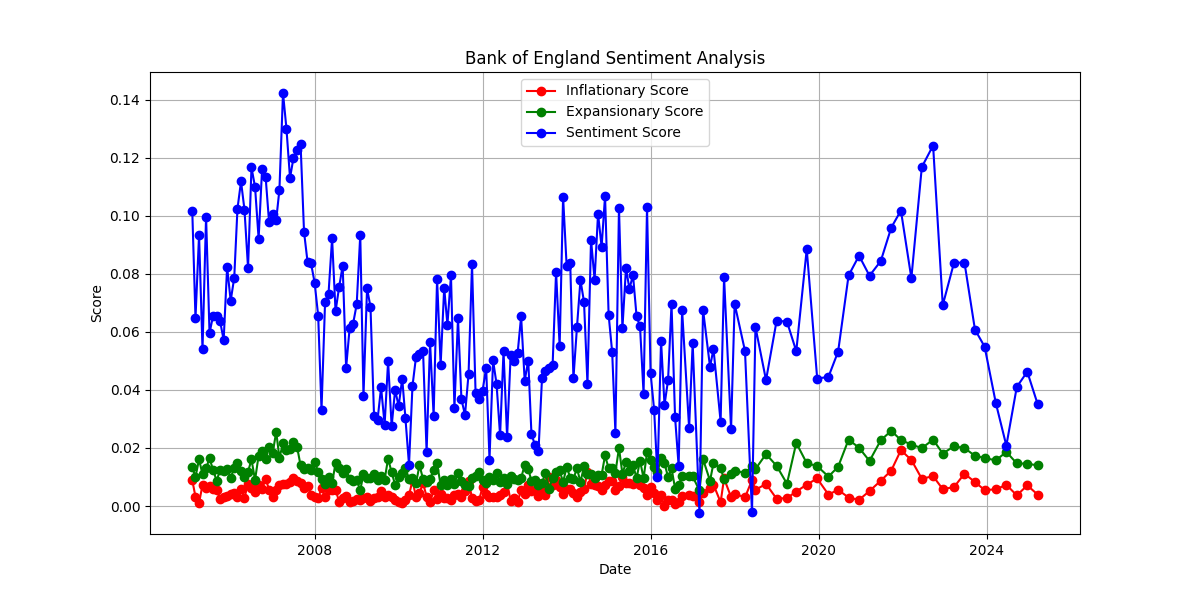 Bank of England Sentiment Analysis
Inflationary Score
Expansionary Score
Sentiment Score
Score
0.14
0.12
0.10
0.08
0.06
0.04
0.02
0.00
2008 2012 2016 2020 2024
Date